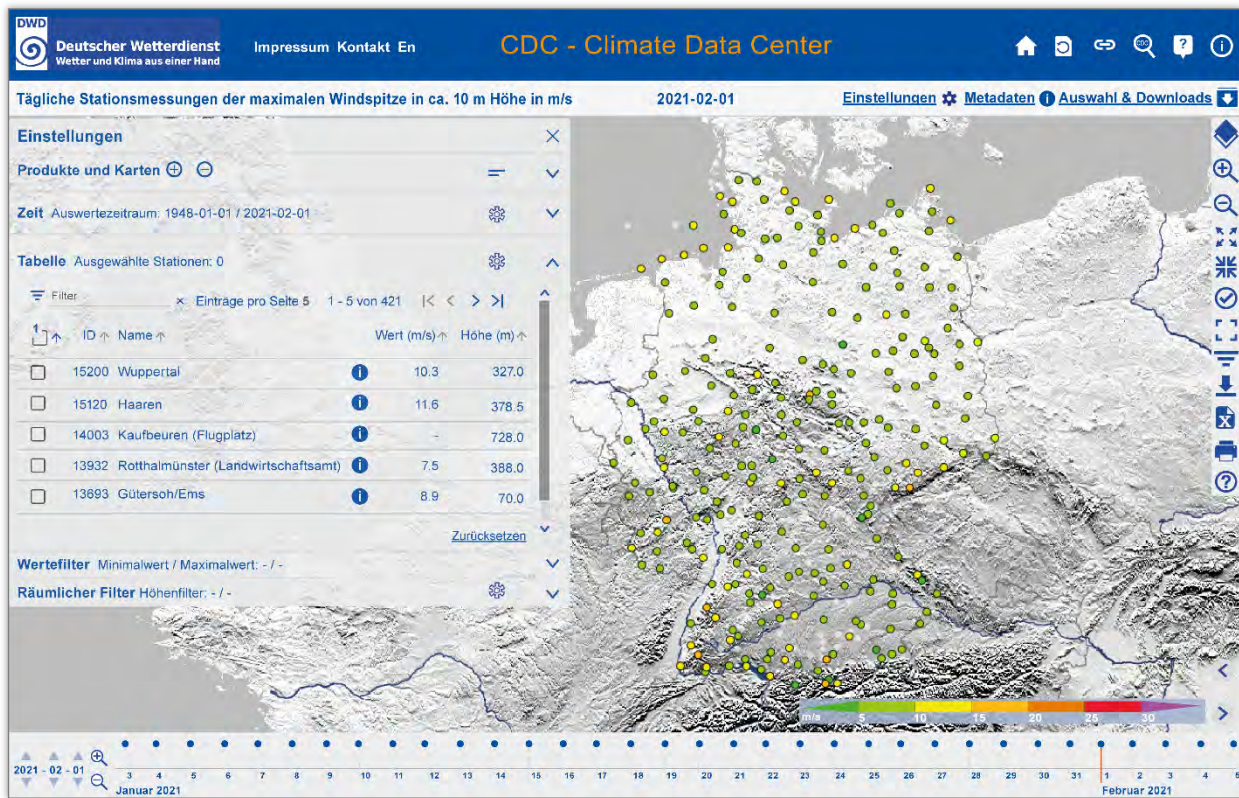 DWD
Deutscher Wetterdienst
Wetter und Klima aus einer Hand
Impressum Kontakt En
CDC - Climate Data Center
CDC
Tägliche Stationsmessungen der maximalen Windspitze in ca. 10 m Höhe in m/s
2021-02-01
Einstellungen Metadaten Auswahl & Downloads
Einstellungen
Produkte und Karten
Zeit Auswertezeitraum: 1948-01-01 / 2021-02-01
Tabelle Ausgewählte Stationen: 0
Filter × Einträge pro Seite 5 1 - 5 von 421
1 ID Name Wert (m/s) Höhe (m)
15200 Wuppertal 10.3 327.0
15120 Haaren 11.6 378.5
14003 Kaufbeuren (Flugplatz) - 728.0
13932 Rotthalmünster (Landwirtschaftsamt) 7.5 388.0
13693 Gütersoh/Ems 8.9 70.0
Zurücksetzen
Wertefilter Minimalwert / Maximalwert: - / -
Räumlicher Filter Höhenfilter: - / -
m/s 5 10 15 20 25 30
2021 - 02 - 01
3 4 5 6 7 8 9 10 11 12 13 14 15 16 17 18 19 20 21 22 23 24 25 26 27 28 29 30 31 1 2 3 4 5
Januar 2021 Februar 2021